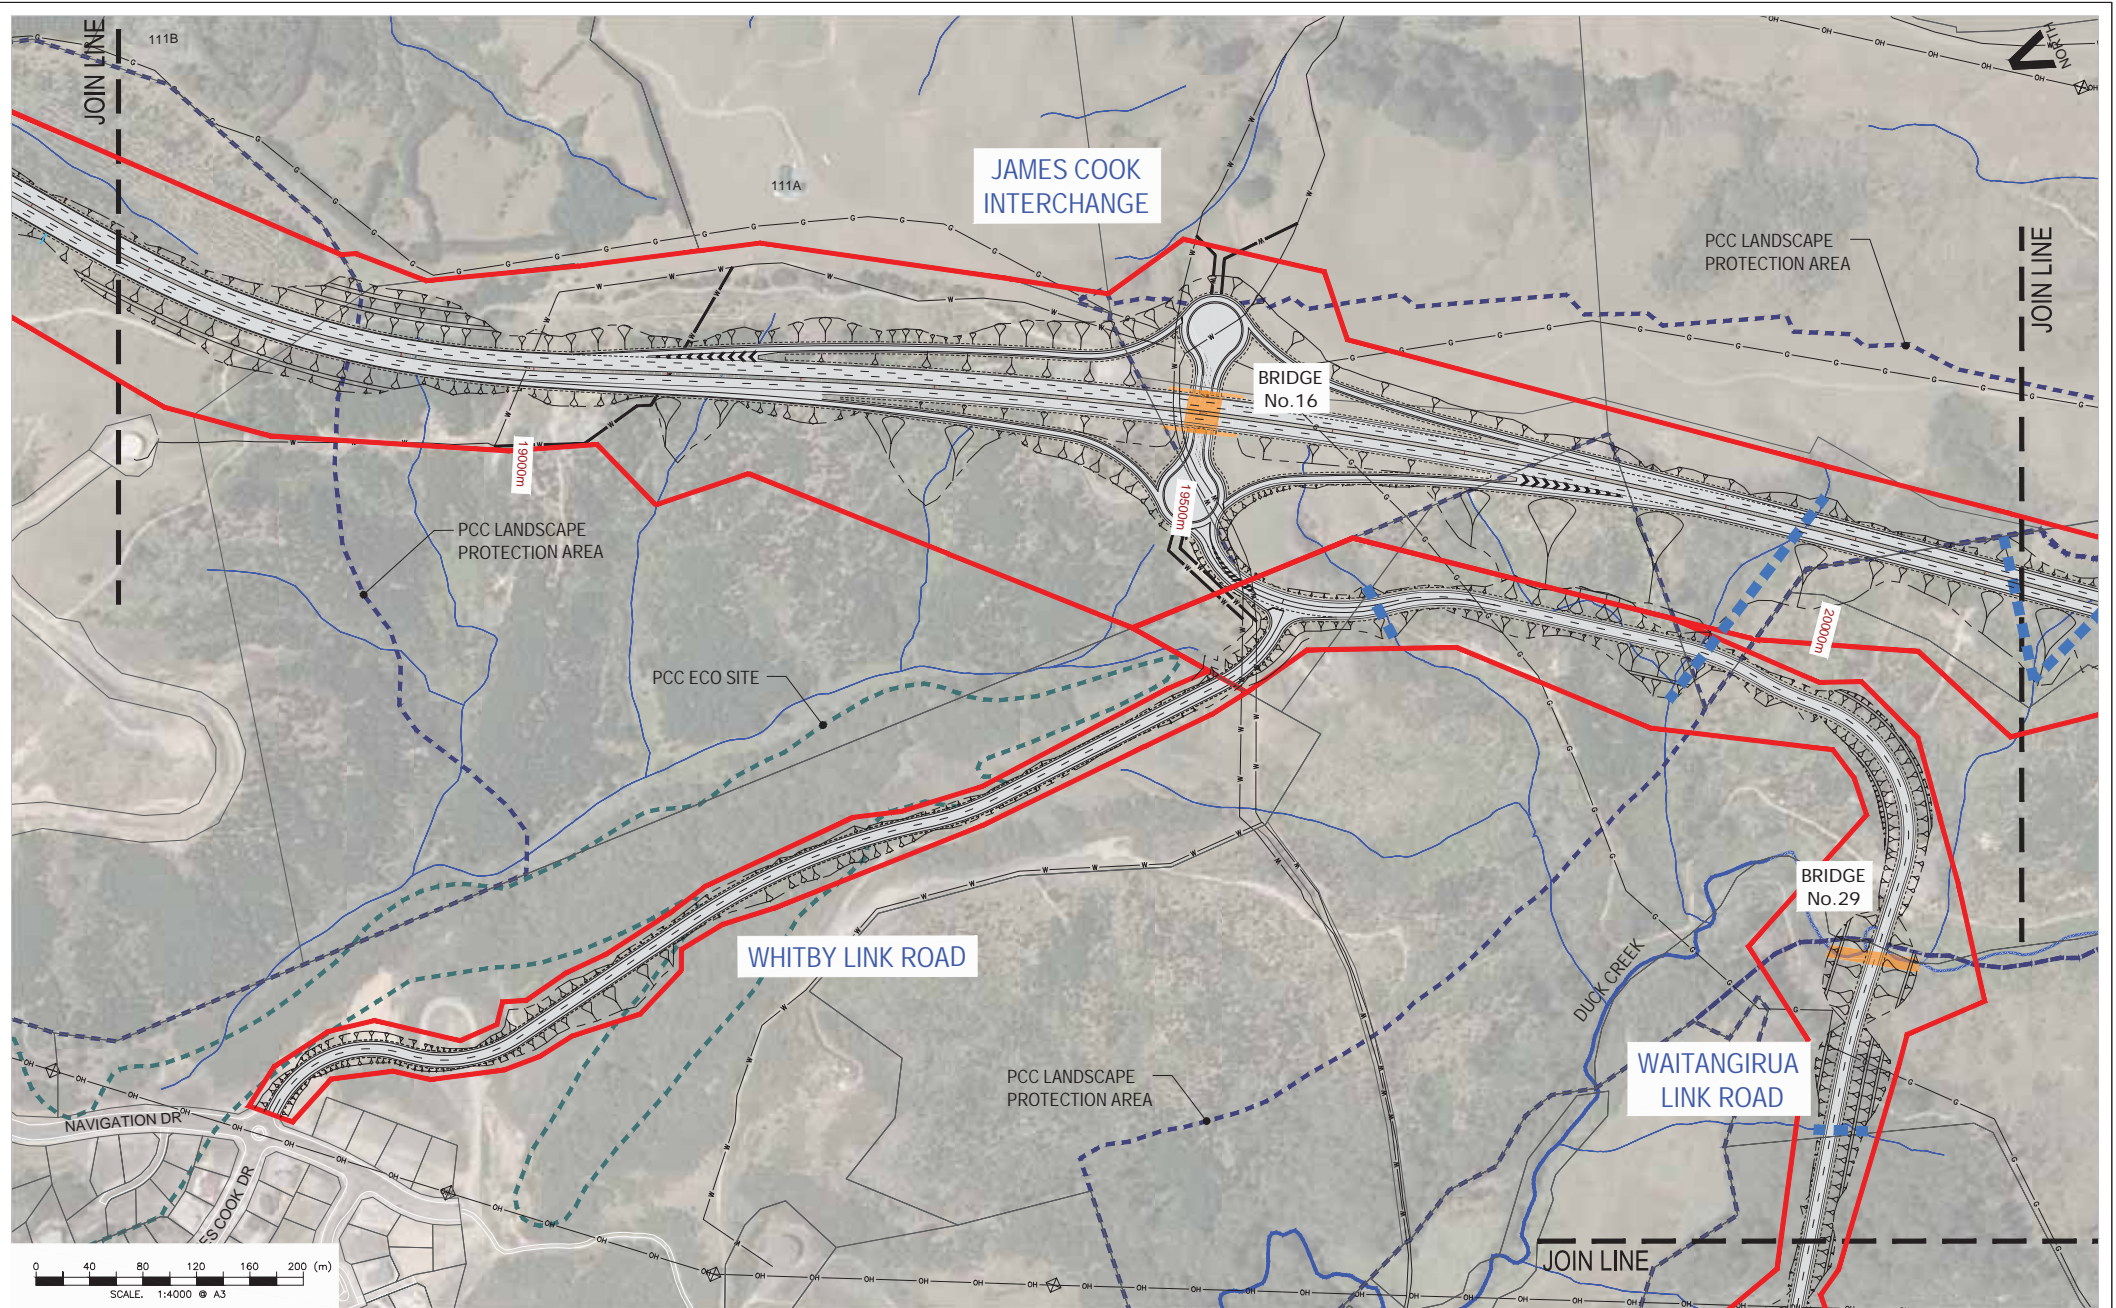 JOIN LINE
111B
NORTH
111A
JAMES COOK
INTERCHANGE
PCC LANDSCAPE
PROTECTION AREA
JOIN LINE
BRIDGE
No.16
19000m
19500m
PCC LANDSCAPE
PROTECTION AREA
20000m
PCC ECO SITE
BRIDGE
No.29
WHITBY LINK ROAD
DUCK CREEK
WAITANGIRUA
LINK ROAD
PCC LANDSCAPE
PROTECTION AREA
NAVIGATION DR
ES COOK DR
JOIN LINE
0 40 80 120 160 200 (m)
SCALE. 1:4000 @ A3